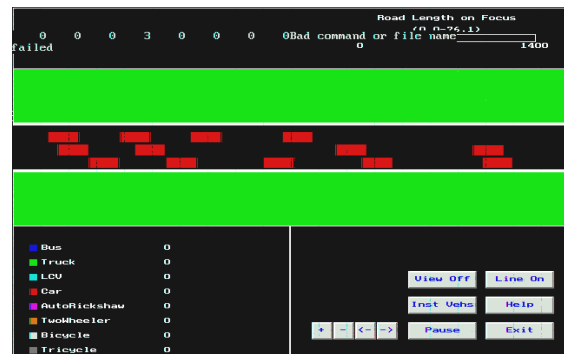 Road Length on Focus
(0.0-76.1)
0 0 0 3 0 0 0 0Bad command or file name
failed
0 1400
Bus 0
Truck 0
LCV 0
Car 0
AutoRickshaw 0
TwoWheeler 0
Bicycle 0
Tricycle 0
View Off Line On
Inst Vehs Help
+ - <- -> Pause Exit